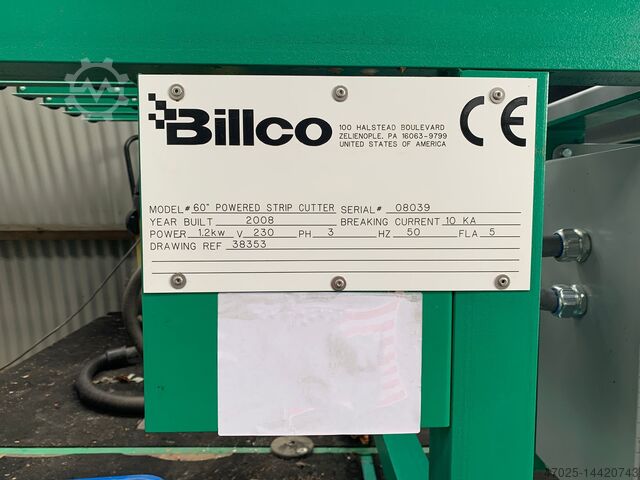 Billco
100 HALSTEAD BOULEVARD
ZELIENOPLE, PA 16063-9799
UNITED STATES OF AMERICA
CE
MODEL# 60" POWERED STRIP CUTTER SERIAL# 08039
YEAR BUILT 2008 BREAKING CURRENT 10 KA
POWER 1.2kw V 230 PH 3 HZ 50 FLA 5
DRAWING REF 38353
47025-14420743